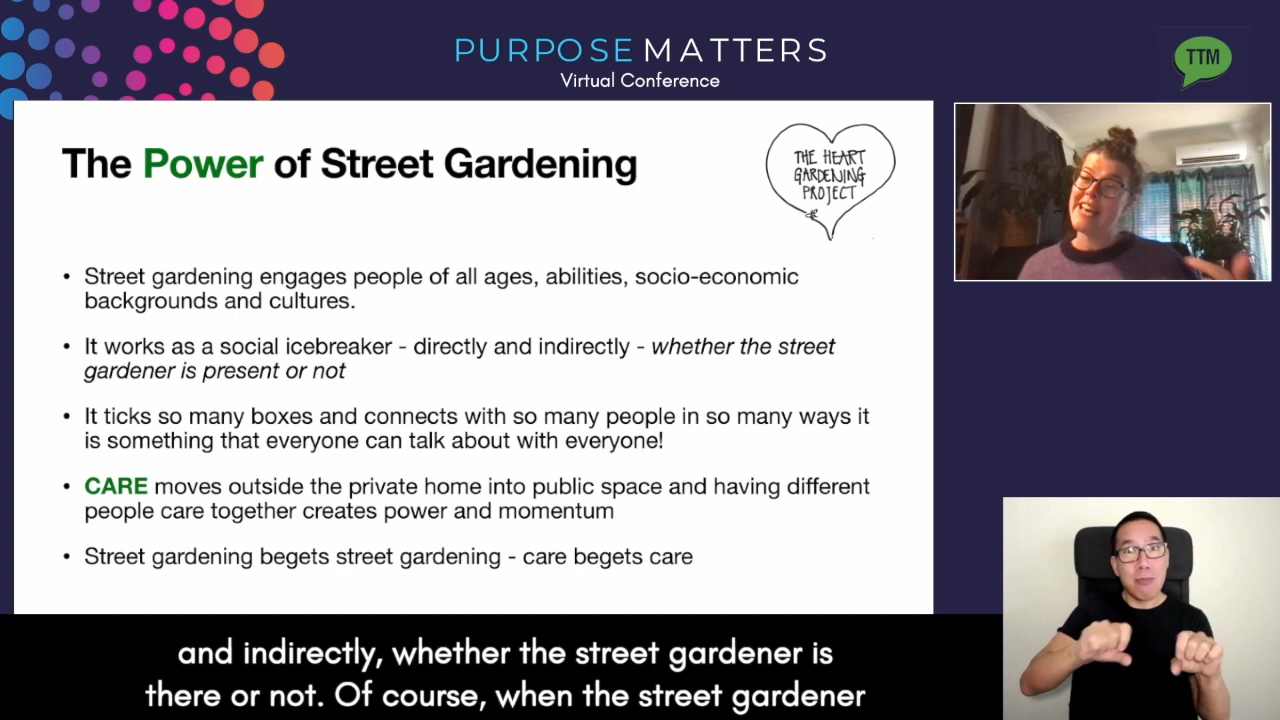 PURPOSE MATTERS
Virtual Conference
TTM
The Power of Street Gardening
THE HEART
GARDENING
PROJECT
• Street gardening engages people of all ages, abilities, socio-economic
backgrounds and cultures.
• It works as a social icebreaker - directly and indirectly - whether the street
gardener is present or not
• It ticks so many boxes and connects with so many people in so many ways it
is something that everyone can talk about with everyone!
• CARE moves outside the private home into public space and having different
people care together creates power and momentum
• Street gardening begets street gardening - care begets care
and indirectly, whether the street gardener is
there or not. Of course, when the street gardener